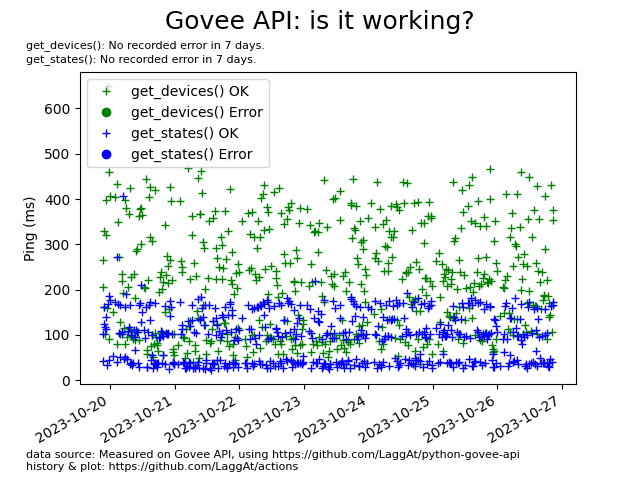 Govee API: is it working?
get_devices(): No recorded error in 7 days.
get_states(): No recorded error in 7 days.
get_devices() OK
get_devices() Error
get_states() OK
get_states() Error
Ping (ms)
600
500
400
300
200
100
0
2023-10-20
2023-10-21
2023-10-22
2023-10-23
2023-10-24
2023-10-25
2023-10-26
2023-10-27
data source: Measured on Govee API, using https://github.com/LaggAt/python-govee-api
history & plot: https://github.com/LaggAt/actions